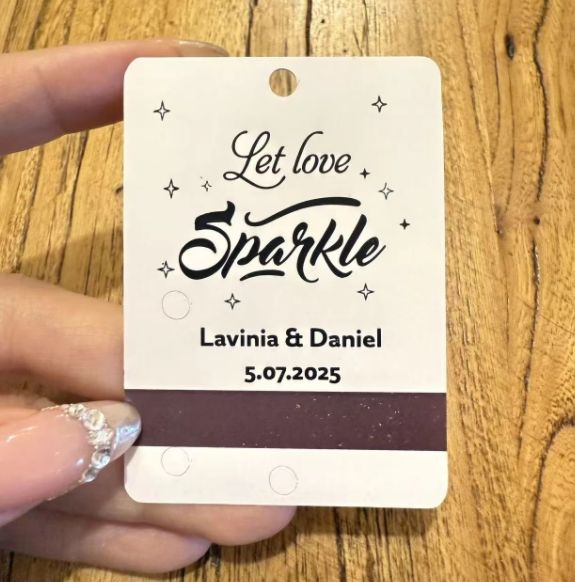 Let love
Sparkle
Lavinia & Daniel
5.07.2025